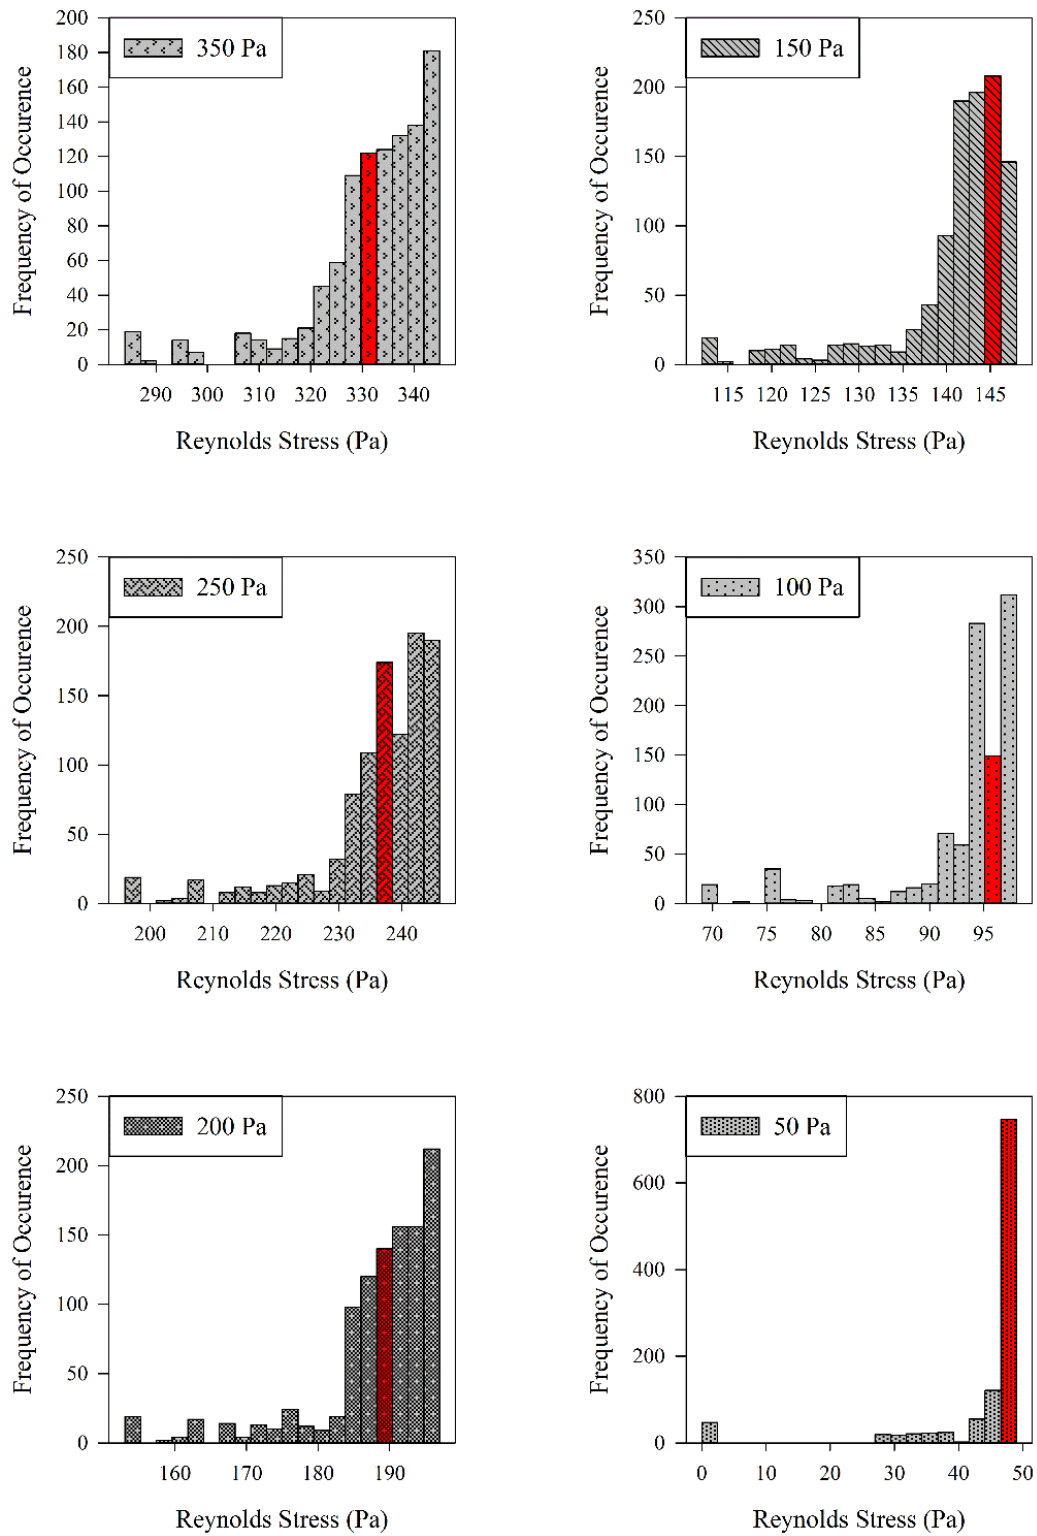 350 Pa
Frequency of Occurence
200
180
160
140
120
100
80
60
40
20
0
290 300 310 320 330 340
Reynolds Stress (Pa)
150 Pa
Frequency of Occurence
250
200
150
100
50
0
115 120 125 130 135 140 145
Reynolds Stress (Pa)
250 Pa
Frequency of Occurence
250
200
150
100
50
0
200 210 220 230 240
Reynolds Stress (Pa)
100 Pa
Frequency of Occurence
350
300
250
200
150
100
50
0
70 75 80 85 90 95
Reynolds Stress (Pa)
200 Pa
Frequency of Occurence
250
200
150
100
50
0
160 170 180 190
Reynolds Stress (Pa)
50 Pa
Frequency of Occurence
800
600
400
200
0
0 10 20 30 40 50
Reynolds Stress (Pa)